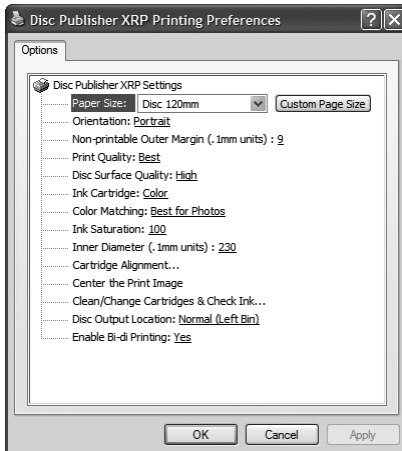 Disc Publisher XRP Printing Preferences
Options
Disc Publisher XRP Settings
Paper Size: Disc 120mm Custom Page Size
Orientation: Portrait
Non-printable Outer Margin (.1mm units) : 9
Print Quality: Best
Disc Surface Quality: High
Ink Cartridge: Color
Color Matching: Best for Photos
Ink Saturation: 100
Inner Diameter (.1mm units) : 230
Cartridge Alignment...
Center the Print Image
Clean/Change Cartridges & Check Ink...
Disc Output Location: Normal (Left Bin)
Enable Bi-di Printing: Yes
OK Cancel Apply